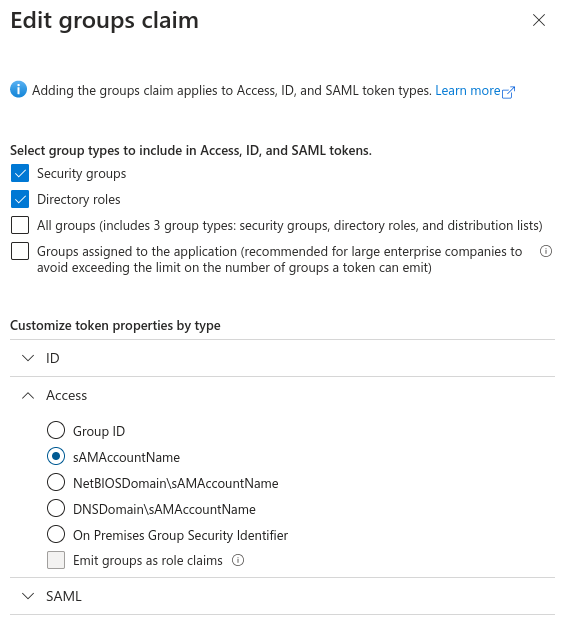 Edit groups claim
Adding the groups claim applies to Access, ID, and SAML token types. Learn more
Select group types to include in Access, ID, and SAML tokens.
Security groups
Directory roles
All groups (includes 3 group types: security groups, directory roles, and distribution lists)
Groups assigned to the application (recommended for large enterprise companies to
avoid exceeding the limit on the number of groups a token can emit)
Customize token properties by type
ID
Access
Group ID
sAMAccountName
NetBIOSDomain\sAMAccountName
DNSDomain\sAMAccountName
On Premises Group Security Identifier
Emit groups as role claims
SAML